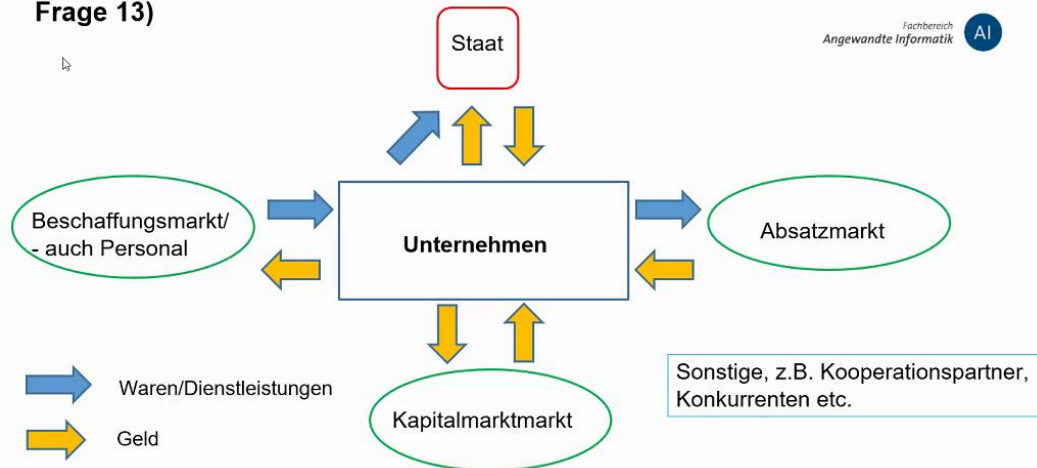 Frage 13)
Fachbereich
Angewandte Informatik
AI
Staat
Beschaffungsmarkt/
- auch Personal
Unternehmen
Absatzmarkt
Waren/Dienstleistungen
Geld
Kapitalmarktmarkt
Sonstige, z.B. Kooperationspartner,
Konkurrenten etc.